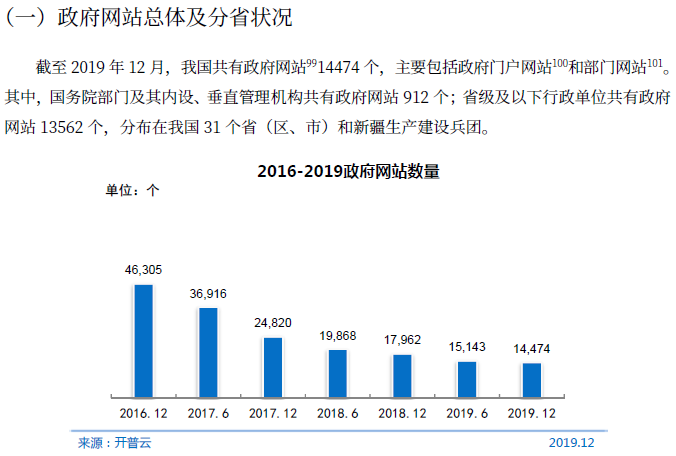 （一）政府网站总体及分省状况
截至 2019 年 12 月，我国共有政府网站⁹⁹14474 个，主要包括政府门户网站¹⁰⁰和部门网站¹⁰¹。
其中，国务院部门及其内设、垂直管理机构共有政府网站 912 个；省级及以下行政单位共有政府
网站 13562 个，分布在我国 31 个省（区、市）和新疆生产建设兵团。
2016-2019政府网站数量
单位：个
46,305
36,916
24,820
19,868
17,962
15,143
14,474
2016.12 2017.6 2017.12 2018.6 2018.12 2019.6 2019.12
来源：开普云 2019.12